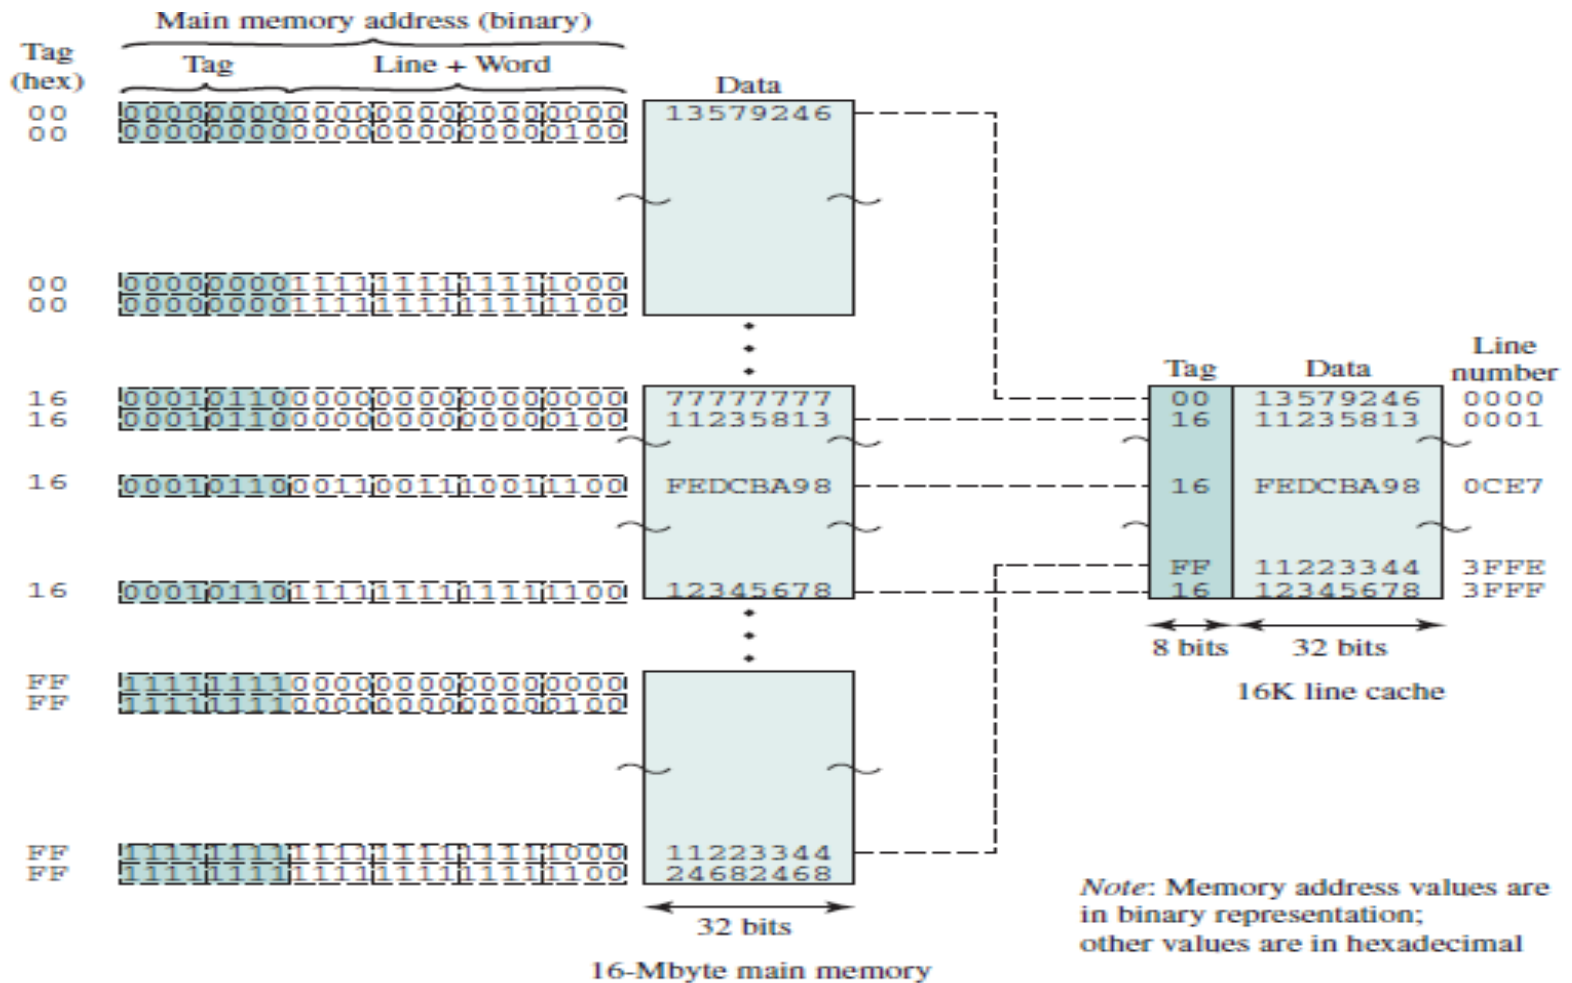 Main memory address (binary)
Tag
(hex)
Tag
Line + Word
Data
00
000000000000000000000000
13579246
00
000000000000000000000100
00
000000001111111111111000
00
000000001111111111111100
Line
Tag
Data
number
16
000101100000000000000000
77777777
00
13579246
0000
16
000101100000000000000100
11235813
16
11235813
0001
16
000101100011001110011100
FEDCBA98
16
FEDCBA98
0CE7
FF
11223344
3FFE
16
000101101111111111111100
12345678
16
12345678
3FFF
8 bits
32 bits
16K line cache
FF
111111110000000000000000
FF
111111110000000000000100
FF
111111111111111111111000
11223344
FF
111111111111111111111100
24682468
32 bits
16-Mbyte main memory
Note: Memory address values are
in binary representation;
other values are in hexadecimal